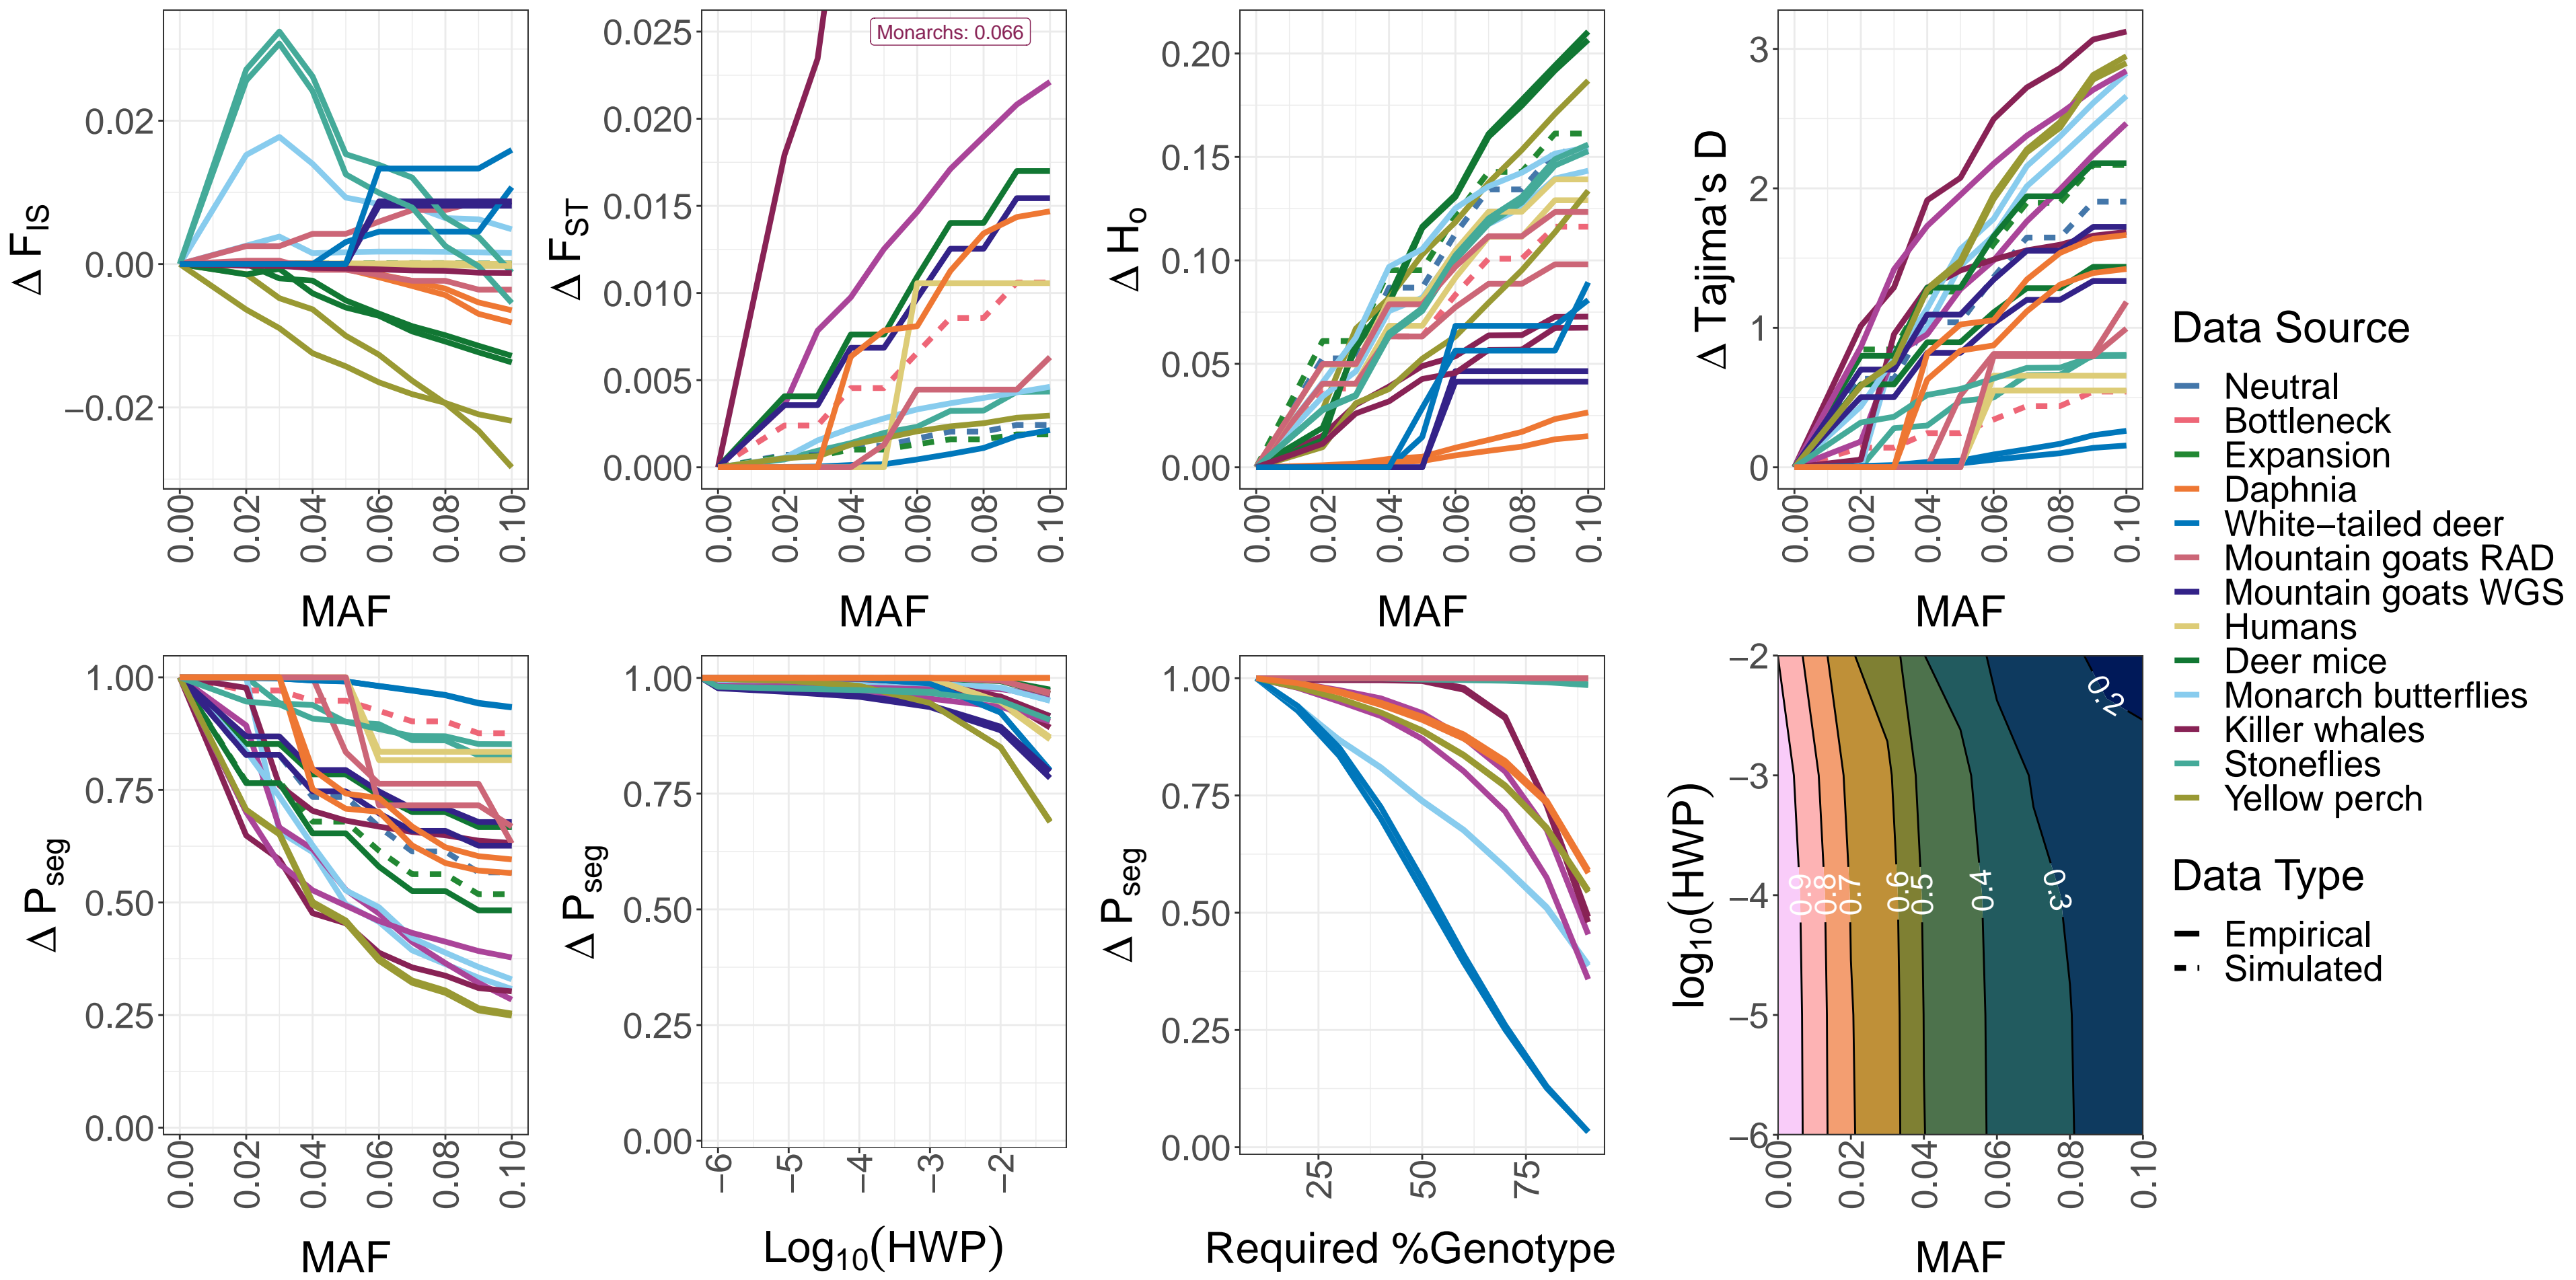 Δ F_IS
0.02
0.00
−0.02
0.00 0.02 0.04 0.06 0.08 0.10
MAF
Δ F_ST
0.025
0.020
0.015
0.010
0.005
0.000
Monarchs: 0.066
0.00 0.02 0.04 0.06 0.08 0.10
MAF
Δ H_o
0.20
0.15
0.10
0.05
0.00
0.00 0.02 0.04 0.06 0.08 0.10
MAF
Δ Tajima's D
3
2
1
0
0.00 0.02 0.04 0.06 0.08 0.10
MAF
Δ P_seg
1.00
0.75
0.50
0.25
0.00
0.00 0.02 0.04 0.06 0.08 0.10
MAF
Δ P_seg
1.00
0.75
0.50
0.25
0.00
−6 −5 −4 −3 −2
Log_10(HWP)
Δ P_seg
1.00
0.75
0.50
0.25
0.00
25 50 75
Required %Genotype
log_10(HWP)
−2
−3
−4
−5
−6
0.9 0.8 0.7 0.6 0.5 0.4 0.3
0.2
0.00 0.02 0.04 0.06 0.08 0.10
MAF
Data Source
Neutral
Bottleneck
Expansion
Daphnia
White−tailed deer
Mountain goats RAD
Mountain goats WGS
Humans
Deer mice
Monarch butterflies
Killer whales
Stoneflies
Yellow perch
Data Type
Empirical
Simulated